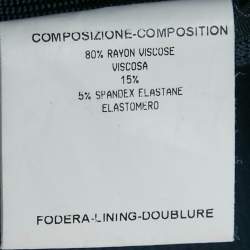 COMPOSIZIONE-COMPOSITION
80% RAYON VISCOSE
VISCOSA
15%
5% SPANDEX ELASTANE
ELASTOMERO
FODERA-LINING-DOUBLURE